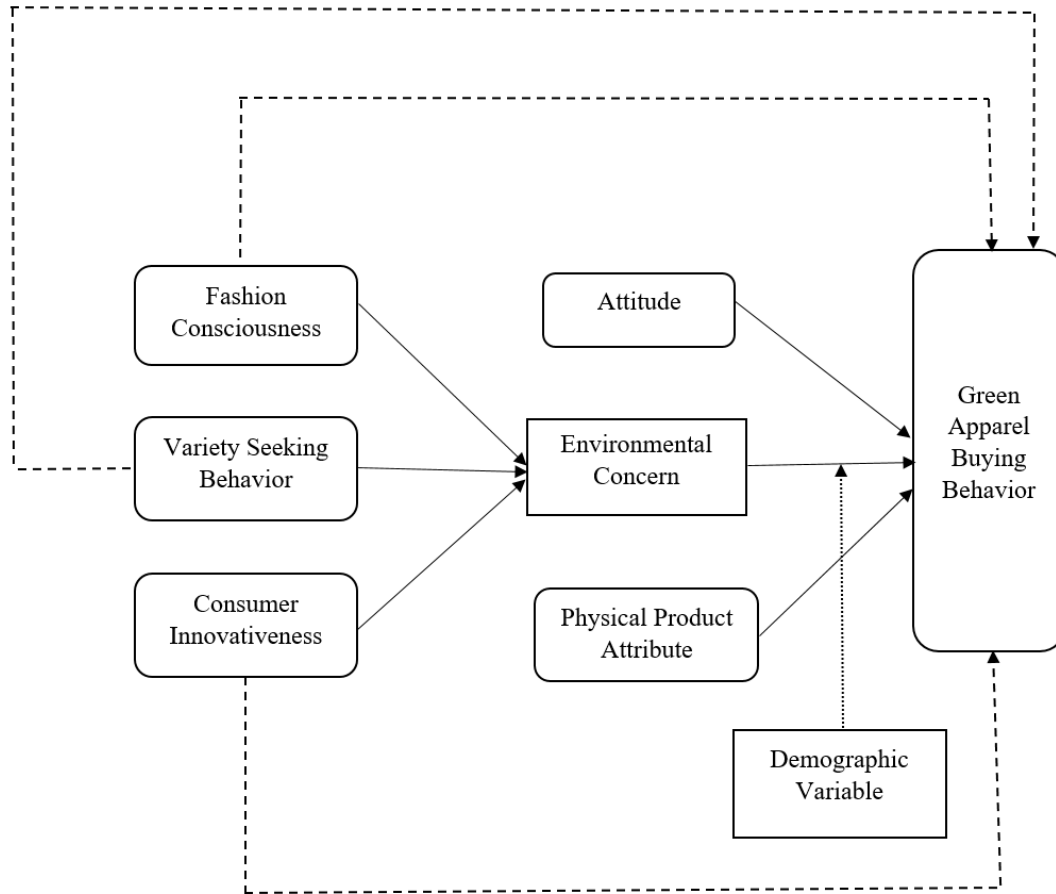 Fashion
Consciousness
Attitude
Variety Seeking
Behavior
Environmental
Concern
Green
Apparel
Buying
Behavior
Consumer
Innovativeness
Physical Product
Attribute
Demographic
Variable